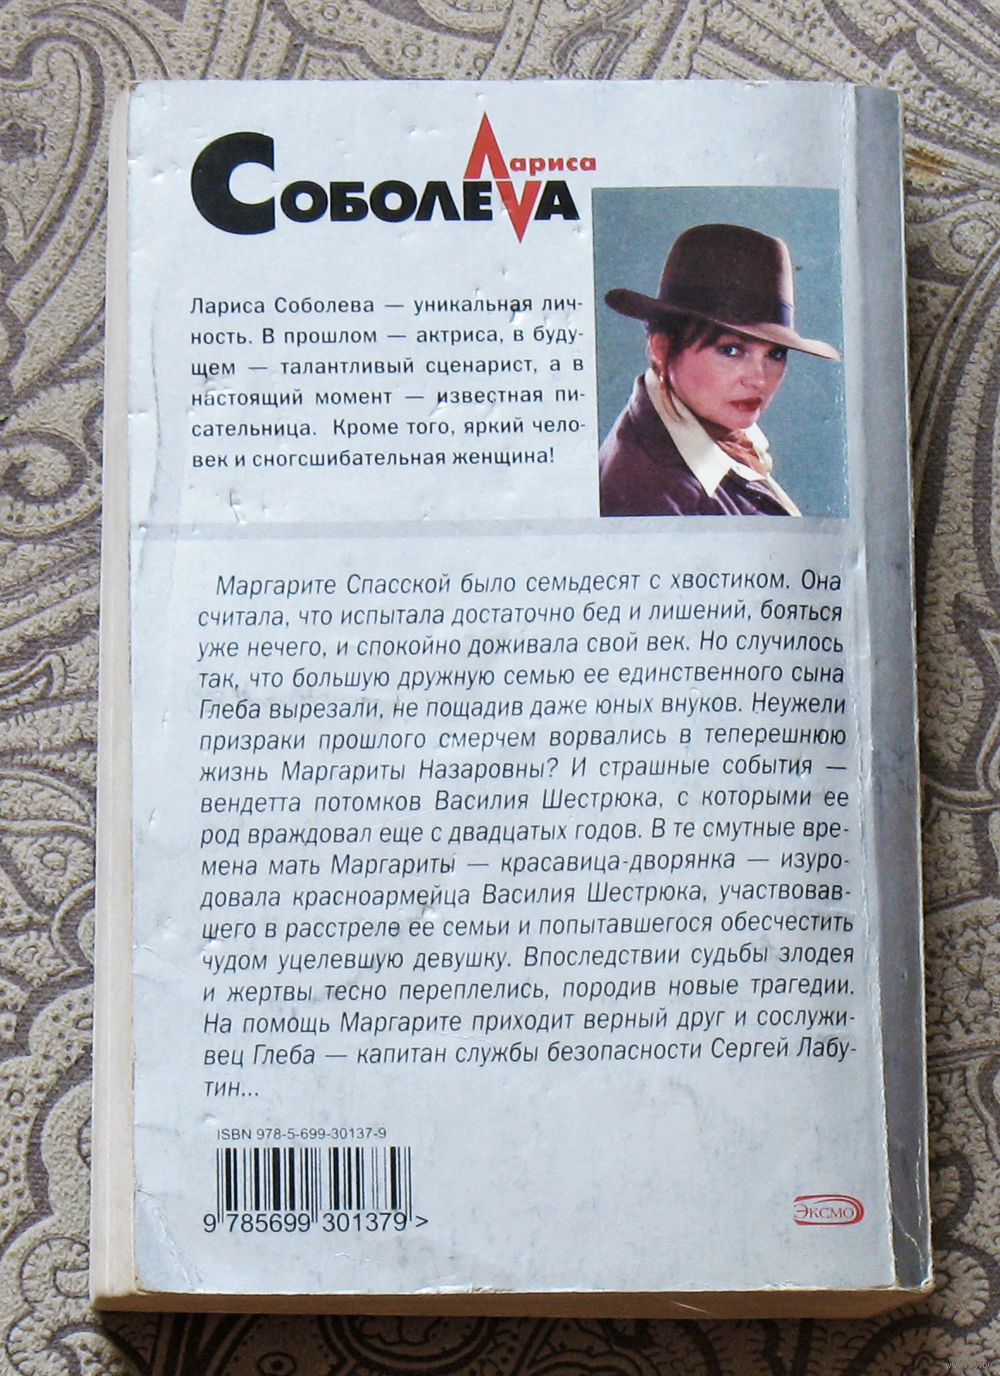 Лариса
СОБОЛЕVА
Лариса Соболева — уникальная лич-
ность. В прошлом — актриса, в буду-
щем — талантливый сценарист, а в
настоящий момент — известная пи-
сательница. Кроме того, яркий чело-
век и сногсшибательная женщина!
Маргарите Спасской было семьдесят с хвостиком. Она
считала, что испытала достаточно бед и лишений, бояться
уже нечего, и спокойно доживала свой век. Но случилось
так, что большую дружную семью ее единственного сына
Глеба вырезали, не пощадив даже юных внуков. Неужели
призраки прошлого смерчем ворвались в теперешнюю
жизнь Маргариты Назаровны? И страшные события —
вендетта потомков Василия Шестрюка, с которыми ее
род враждовал еще с двадцатых годов. В те смутные вре-
мена мать Маргариты — красавица-дворянка — изуро-
довала красноармейца Василия Шестрюка, участвовав-
шего в расстреле ее семьи и попытавшегося обесчестить
чудом уцелевшую девушку. Впоследствии судьбы злодея
и жертвы тесно переплелись, породив новые трагедии.
На помощь Маргарите приходит верный друг и сослужи-
вец Глеба — капитан службы безопасности Сергей Лабу-
тин...
ISBN 978-5-699-30137-9
9 785699 301379 >
ЭКСМО